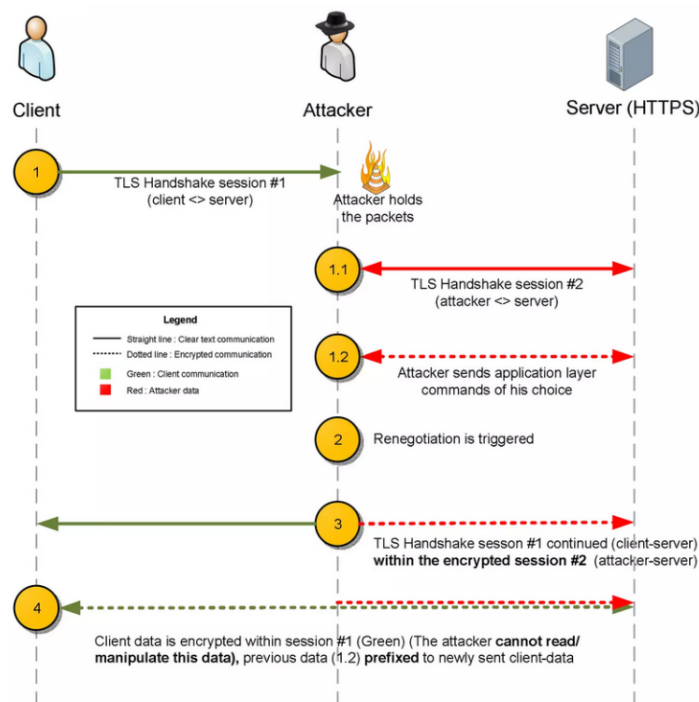 Client
Attacker
Server (HTTPS)
1
TLS Handshake session #1
(client <> server)
Attacker holds
the packets
1.1
TLS Handshake session #2
(attacker <> server)
Legend
Straight line : Clear text communication
Dotted line : Encrypted communication
Green : Client communication
Red : Attacker data
1.2
Attacker sends application layer
commands of his choice
2
Renegotiation is triggered
3
TLS Handshake sesson #1 continued (client-server)
within the encrypted session #2 (attacker-server)
4
Client data is encrypted within session #1 (Green) (The attacker cannot read/
manipulate this data), previous data (1.2) prefixed to newly sent client-data